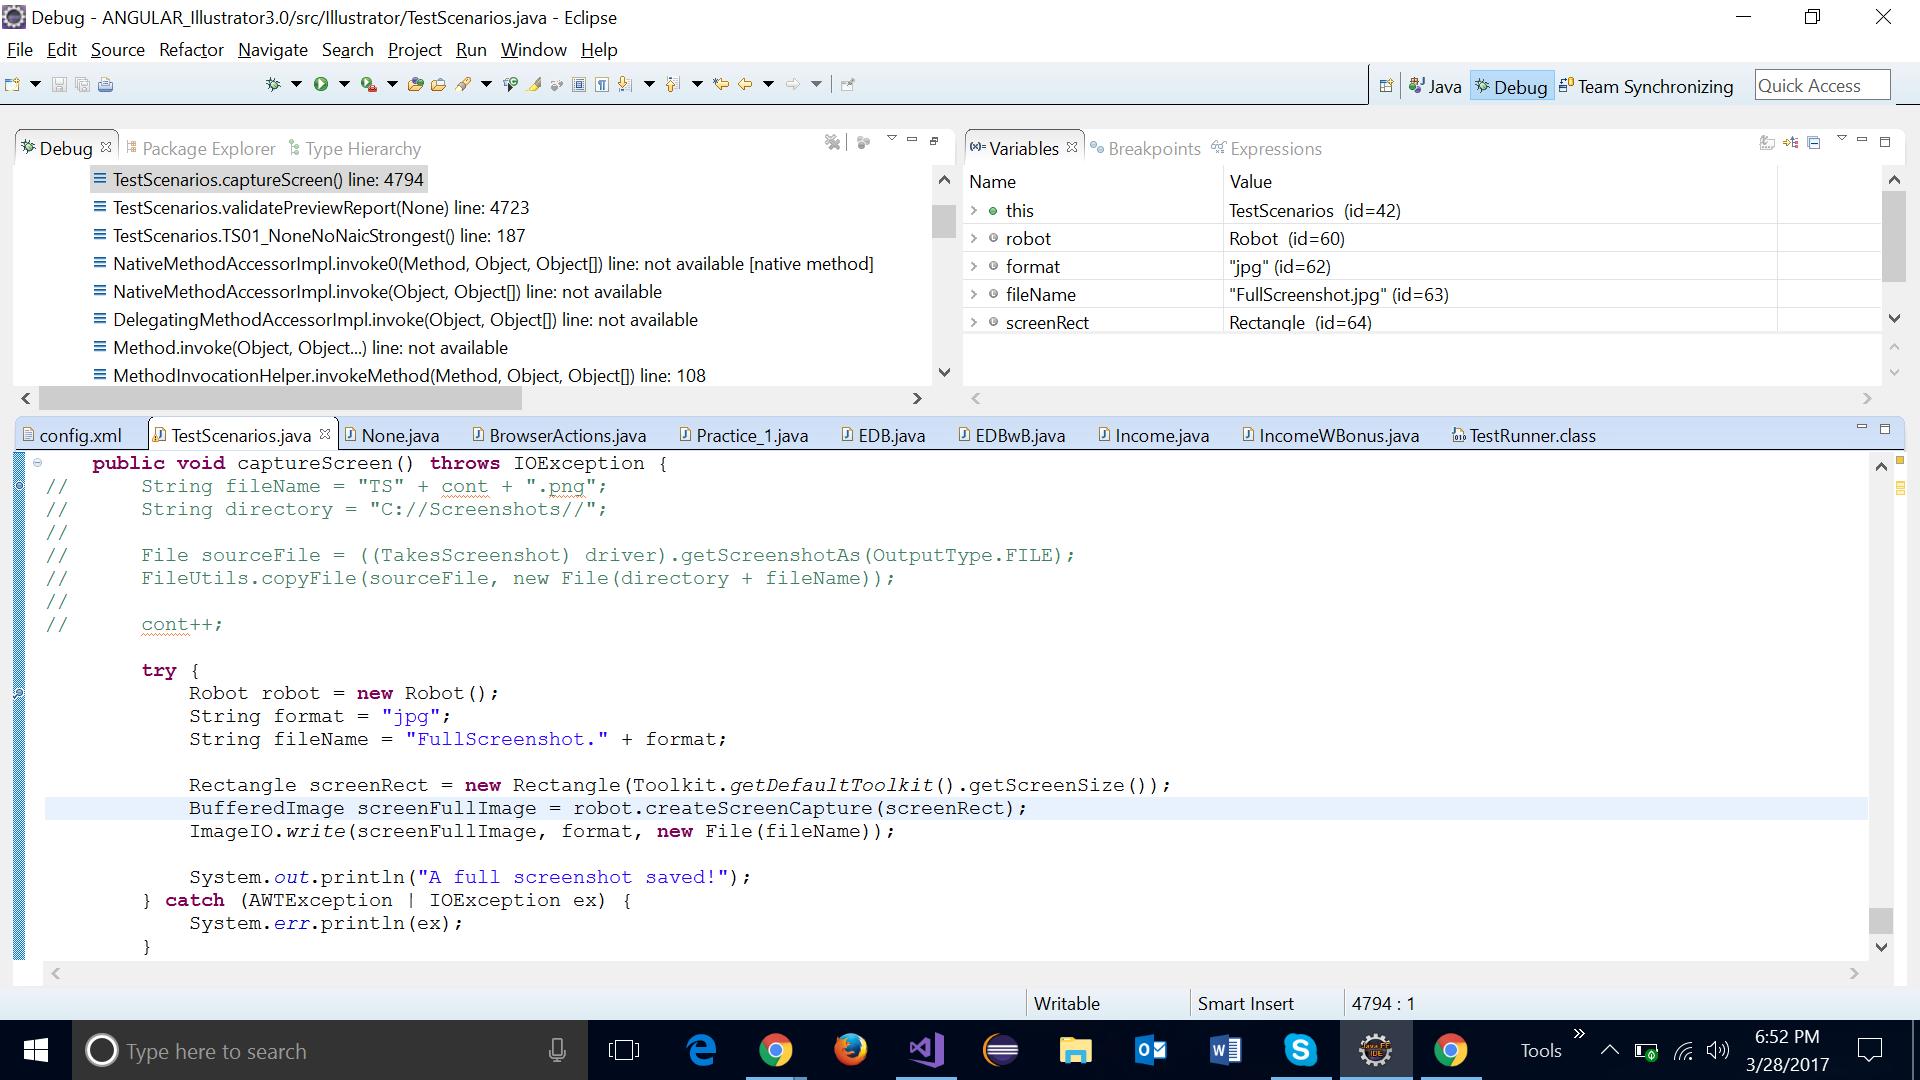 Debug - ANGULAR_Illustrator3.0/src/Illustrator/TestScenarios.java - Eclipse
File Edit Source Refactor Navigate Search Project Run Window Help
Java Debug Team Synchronizing Quick Access
Debug Package Explorer Type Hierarchy
TestScenarios.captureScreen() line: 4794
TestScenarios.validatePreviewReport(None) line: 4723
TestScenarios.TS01_NoneNoNaicStrongest() line: 187
NativeMethodAccessorImpl.invoke0(Method, Object, Object[]) line: not available [native method]
NativeMethodAccessorImpl.invoke(Object, Object[]) line: not available
DelegatingMethodAccessorImpl.invoke(Object, Object[]) line: not available
Method.invoke(Object, Object...) line: not available
MethodInvocationHelper.invokeMethod(Method, Object, Object[]) line: 108
Variables Breakpoints Expressions
Name Value
this TestScenarios (id=42)
robot Robot (id=60)
format "jpg" (id=62)
fileName "FullScreenshot.jpg" (id=63)
screenRect Rectangle (id=64)
config.xml TestScenarios.java None.java BrowserActions.java Practice_1.java EDB.java EDBwB.java Income.java IncomeWBonus.java TestRunner.class
public void captureScreen() throws IOException {
// String fileName = "TS" + cont + ".png";
// String directory = "C://Screenshots//";
//
// File sourceFile = ((TakesScreenshot) driver).getScreenshotAs(OutputType.FILE);
// FileUtils.copyFile(sourceFile, new File(directory + fileName));
//
// cont++;
try {
Robot robot = new Robot();
String format = "jpg";
String fileName = "FullScreenshot." + format;
Rectangle screenRect = new Rectangle(Toolkit.getDefaultToolkit().getScreenSize());
BufferedImage screenFullImage = robot.createScreenCapture(screenRect);
ImageIO.write(screenFullImage, format, new File(fileName));
System.out.println("A full screenshot saved!");
} catch (AWTException | IOException ex) {
System.err.println(ex);
}
Writable Smart Insert 4794 : 1
Type here to search
Tools
6:52 PM
3/28/2017